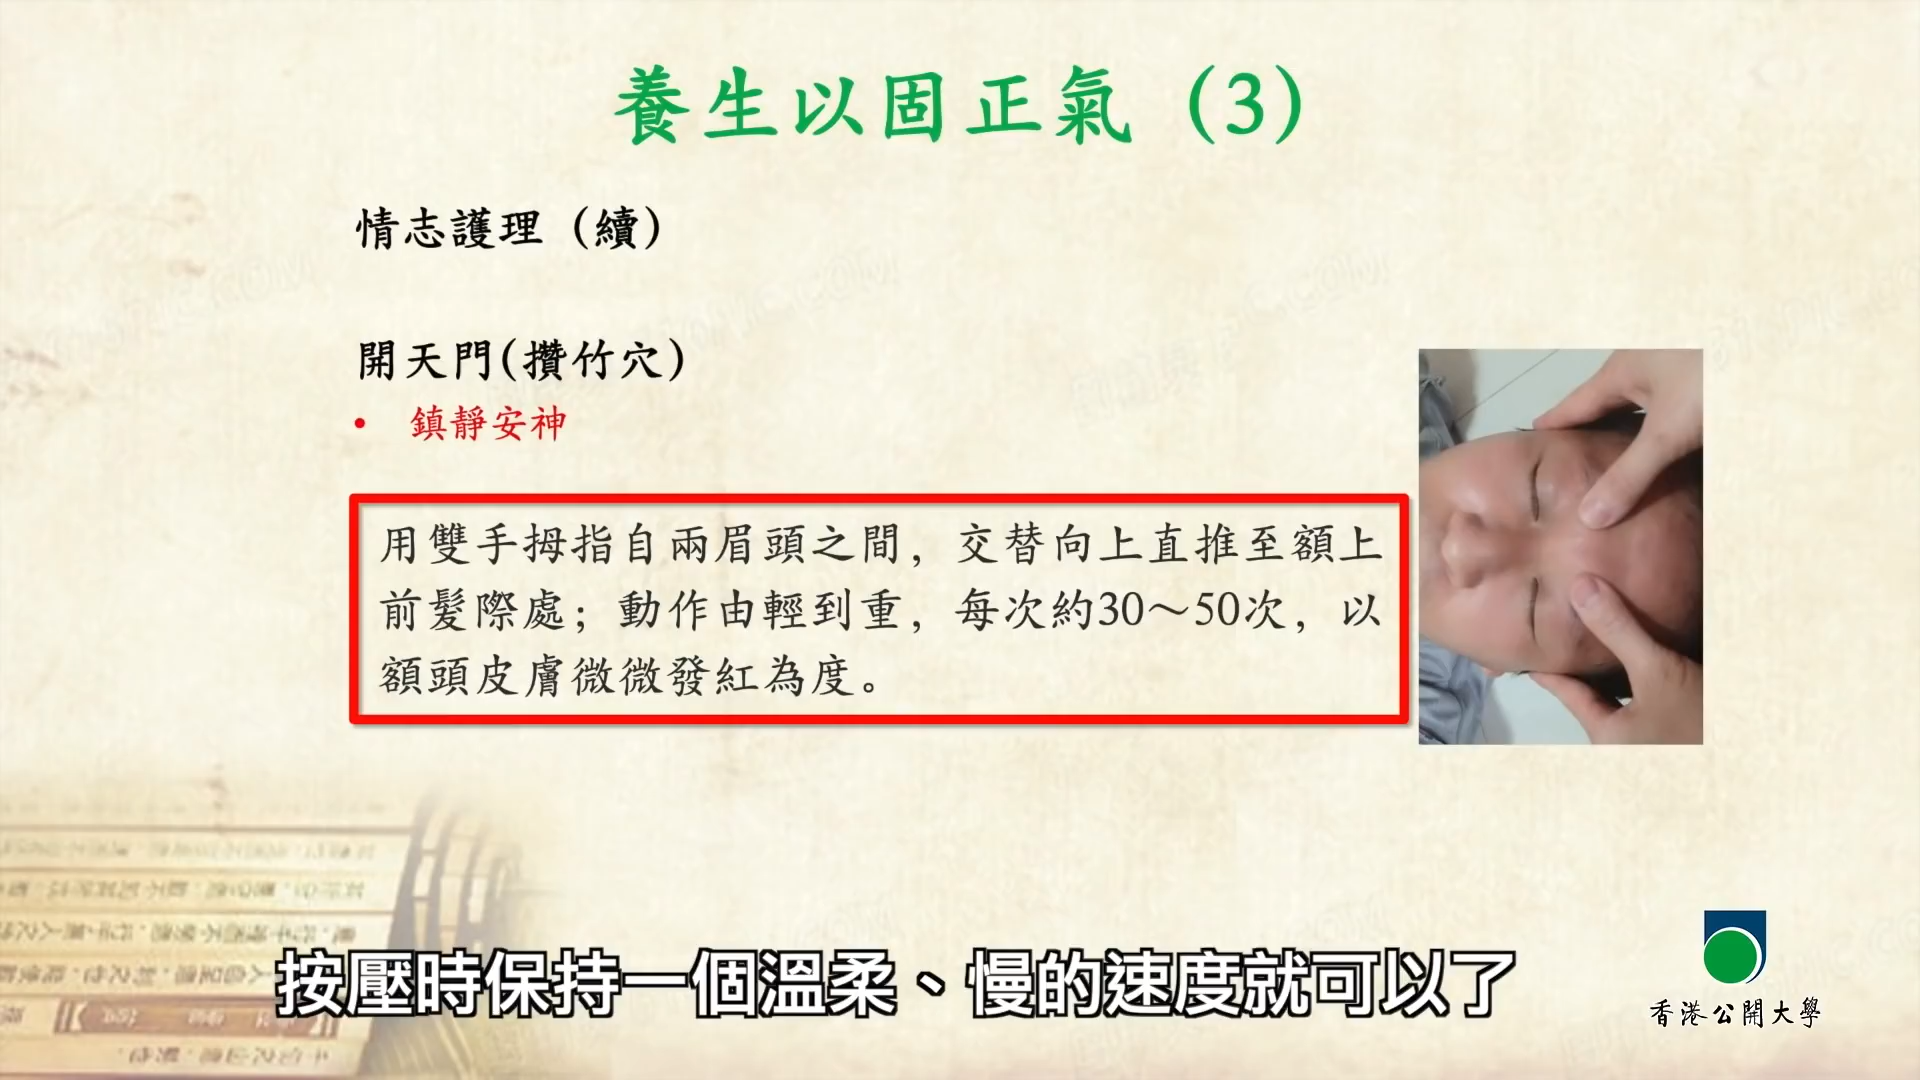 養生以固正氣（3）
情志護理（續）
開天門(攢竹穴)
• 鎮靜安神
用雙手拇指自兩眉頭之間，交替向上直推至額上
前髮際處；動作由輕到重，每次約30～50次，以
額頭皮膚微微發紅為度。
按壓時保持一個溫柔、慢的速度就可以了
香港公開大學